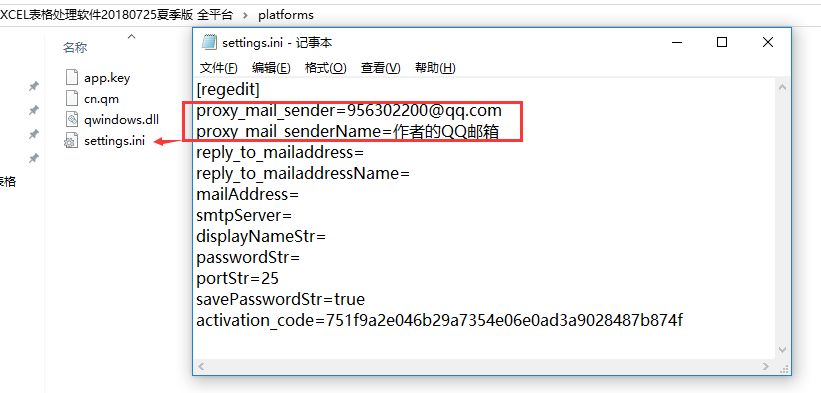 XCEL表格处理软件20180725夏季版 全平台 › platforms
名称
app.key
cn.qm
qwindows.dll
settings.ini
表格
settings.ini - 记事本
文件(F) 编辑(E) 格式(O) 查看(V) 帮助(H)
[regedit]
proxy_mail_sender=956302200@qq.com
proxy_mail_senderName=作者的QQ邮箱
reply_to_mailaddress=
reply_to_mailaddressName=
mailAddress=
smtpServer=
displayNameStr=
passwordStr=
portStr=25
savePasswordStr=true
activation_code=751f9a2e046b29a7354e06e0ad3a9028487b874f